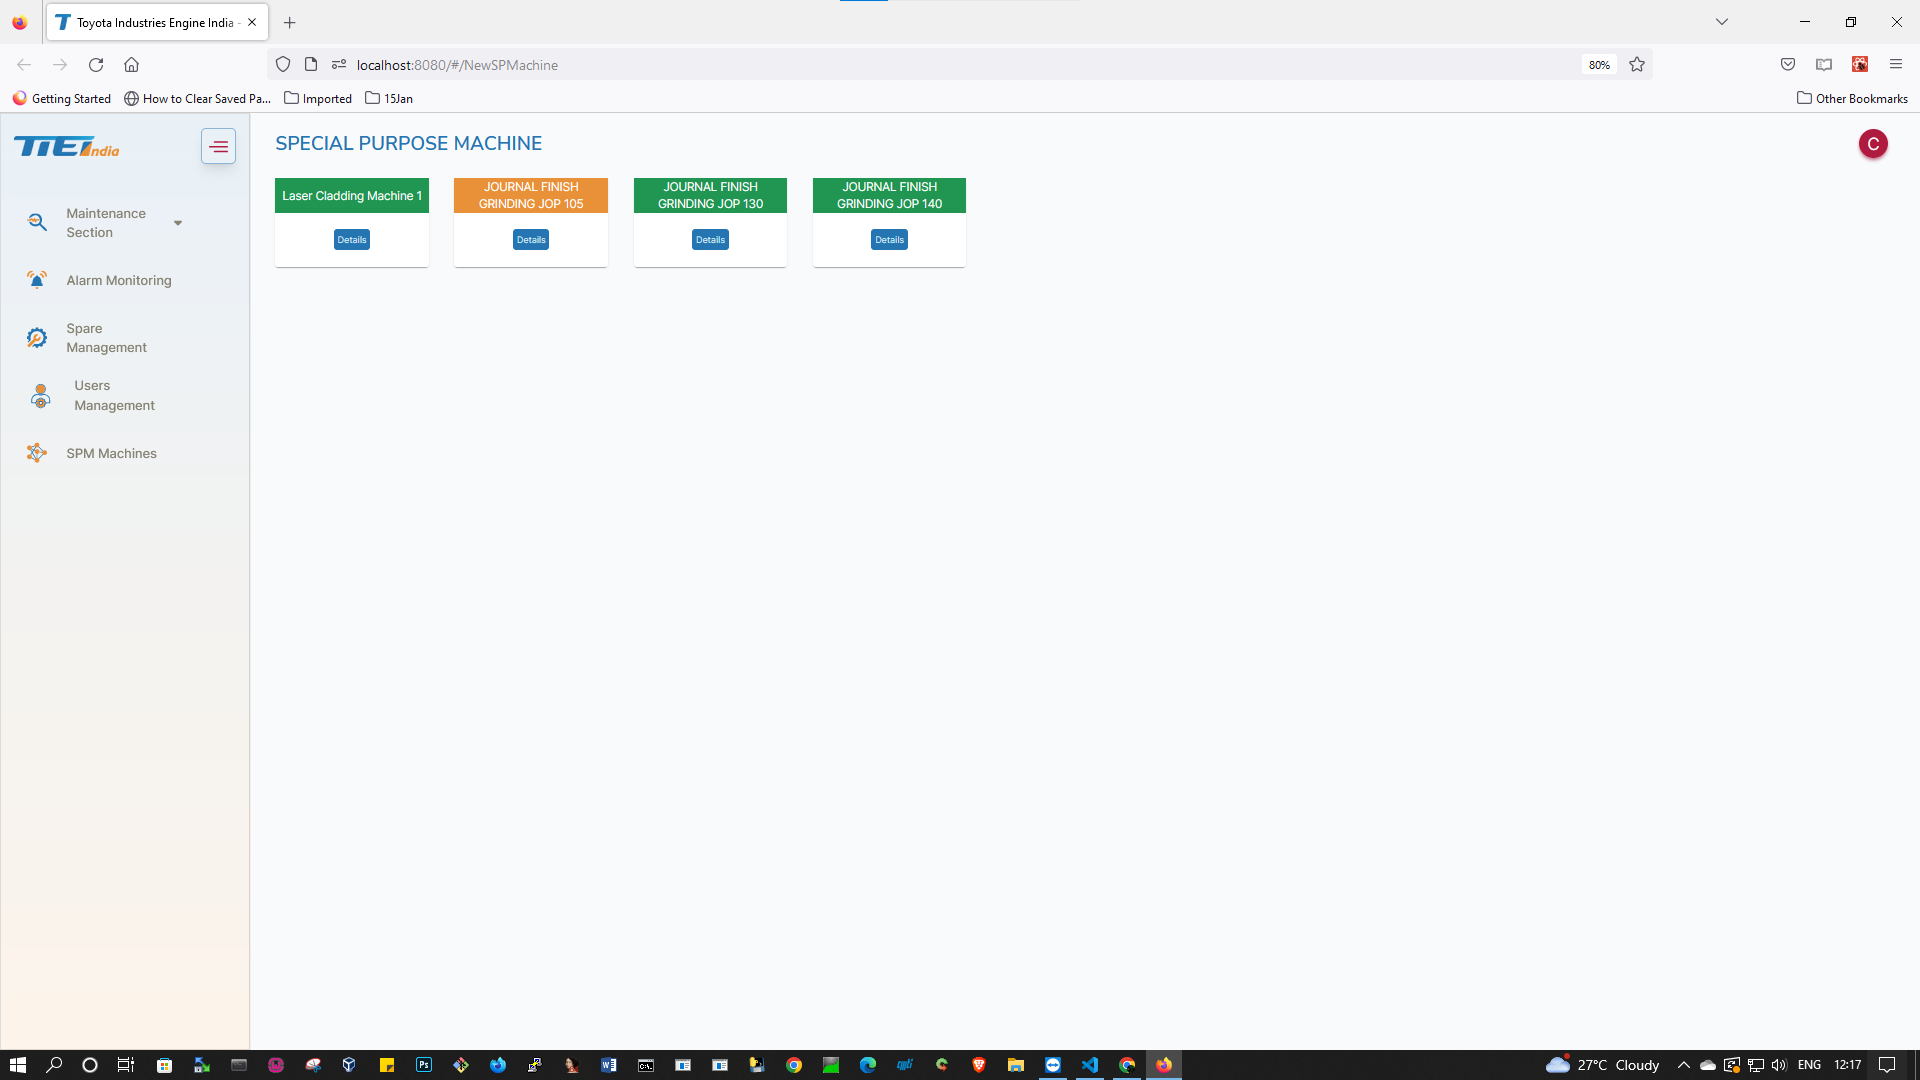 Toyota Industries Engine India -
localhost:8080/#/NewSPMachine
80%
Getting Started
How to Clear Saved Pa...
Imported
15Jan
Other Bookmarks
TIEI India
SPECIAL PURPOSE MACHINE
C
Maintenance
Section
Alarm Monitoring
Spare
Management
Users
Management
SPM Machines
Laser Cladding Machine 1
Details
JOURNAL FINISH
GRINDING JOP 105
Details
JOURNAL FINISH
GRINDING JOP 130
Details
JOURNAL FINISH
GRINDING JOP 140
Details
27°C Cloudy
ENG
12:17